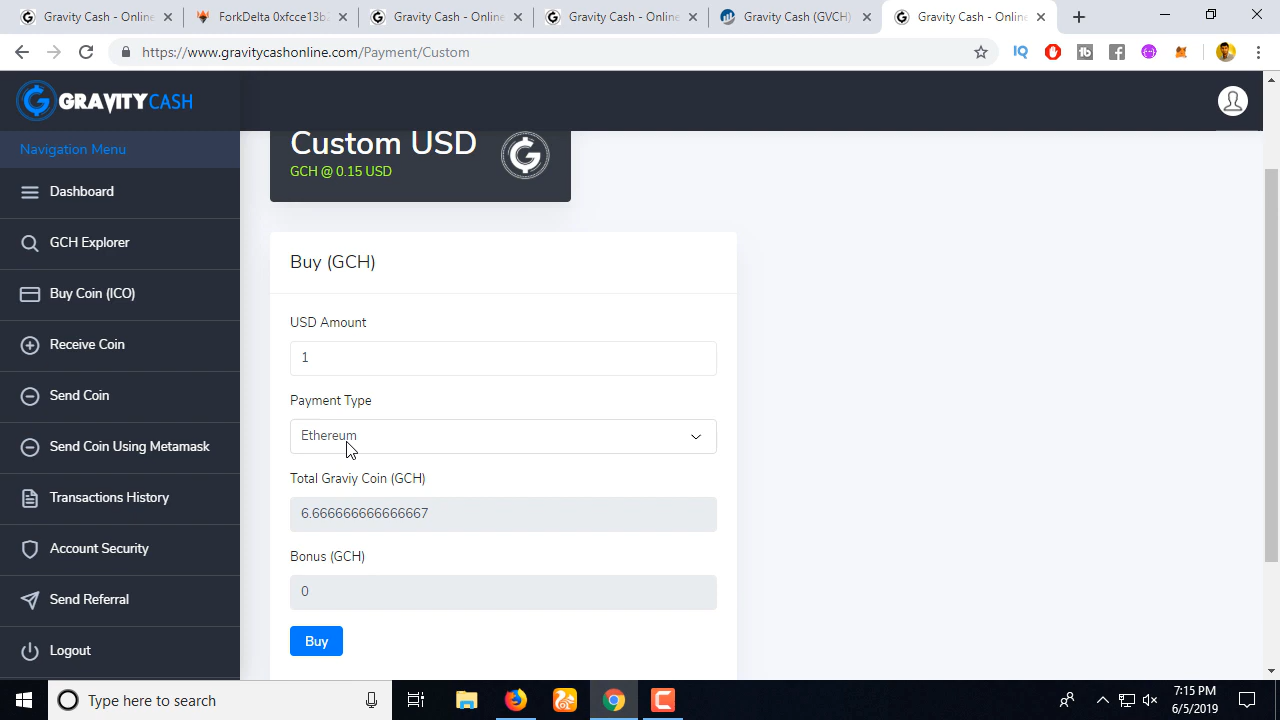 Gravity Cash - Online
ForkDelta 0xfcce13b2
Gravity Cash - Online
Gravity Cash - Online
Gravity Cash (GVCH)
Gravity Cash - Online
https://www.gravitycashonline.com/Payment/Custom
IQ
tb
GRAVITYCASH
Navigation Menu
Dashboard
GCH Explorer
Buy Coin (ICO)
Receive Coin
Send Coin
Send Coin Using Metamask
Transactions History
Account Security
Send Referral
Logout
Custom USD
GCH @ 0.15 USD
Buy (GCH)
USD Amount
1
Payment Type
Ethereum
Total Graviy Coin (GCH)
6.666666666666667
Bonus (GCH)
0
Buy
Type here to search
7:15 PM
6/5/2019